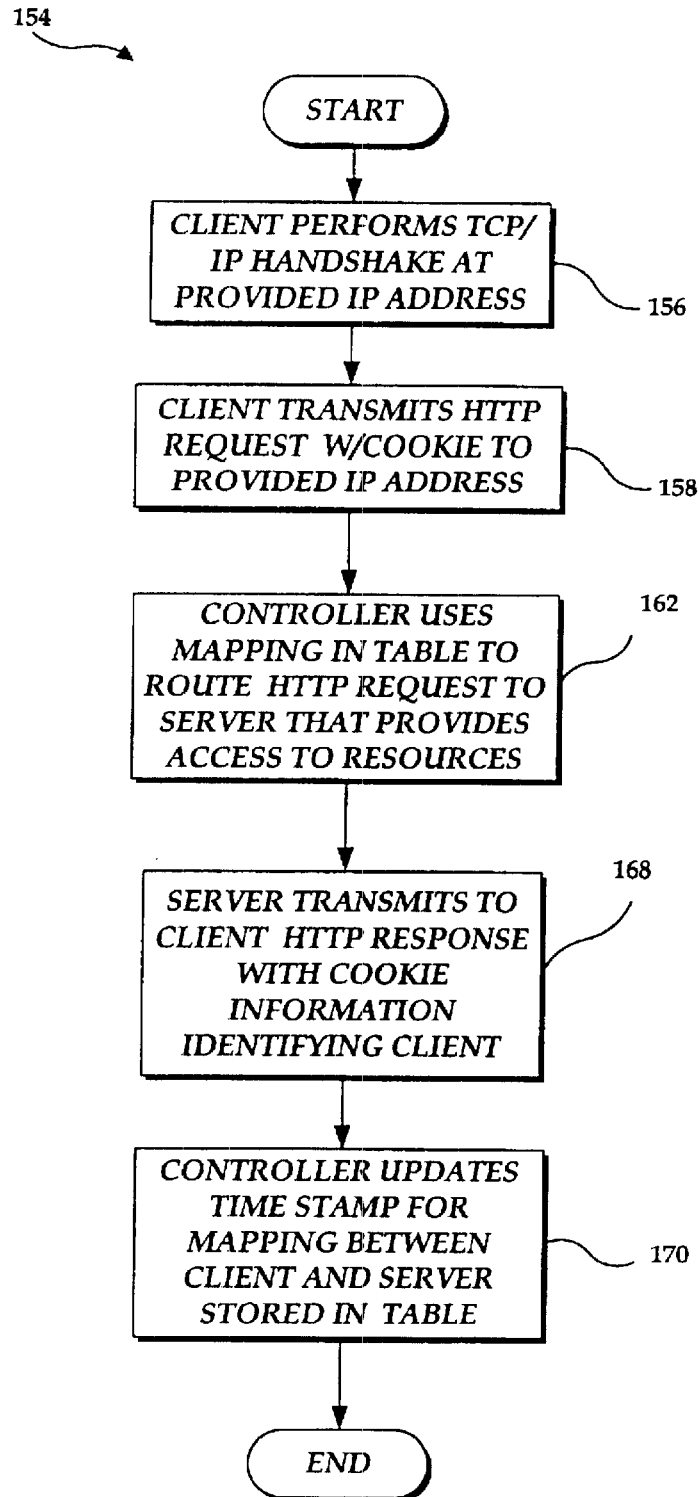 154
START
CLIENT PERFORMS TCP/
IP HANDSHAKE AT
PROVIDED IP ADDRESS
156
CLIENT TRANSMITS HTTP
REQUEST W/COOKIE TO
PROVIDED IP ADDRESS
158
CONTROLLER USES
MAPPING IN TABLE TO
ROUTE HTTP REQUEST TO
SERVER THAT PROVIDES
ACCESS TO RESOURCES
162
SERVER TRANSMITS TO
CLIENT HTTP RESPONSE
WITH COOKIE
INFORMATION
IDENTIFYING CLIENT
168
CONTROLLER UPDATES
TIME STAMP FOR
MAPPING BETWEEN
CLIENT AND SERVER
STORED IN TABLE
170
END